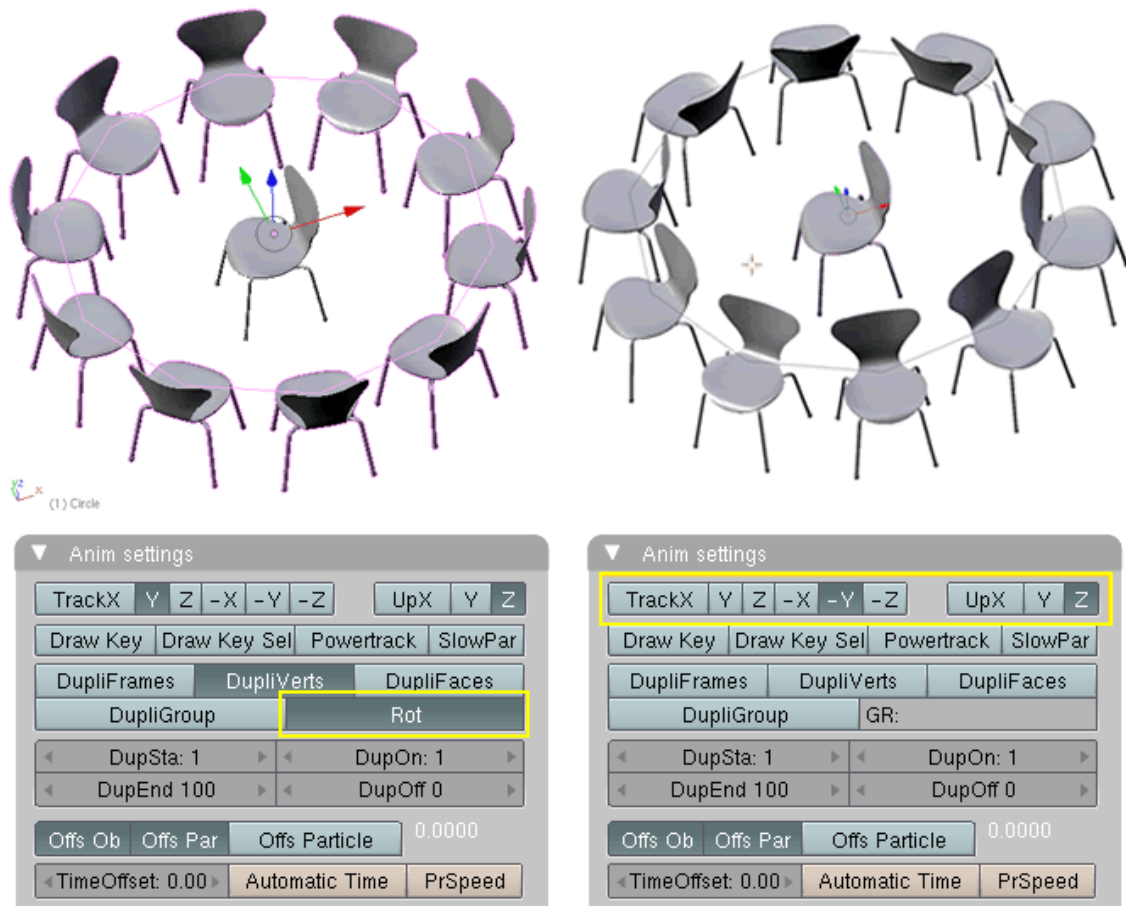 yz x
(1) Circle
Anim settings
TrackX Y Z -X -Y -Z UpX Y Z
Draw Key Draw Key Sel Powertrack SlowPar
DupliFrames DupliVerts DupliFaces
DupliGroup Rot
DupSta: 1 DupOn: 1
DupEnd 100 DupOff 0
Offs Ob Offs Par Offs Particle 0.0000
TimeOffset: 0.00 Automatic Time PrSpeed
Anim settings
TrackX Y Z -X -Y -Z UpX Y Z
Draw Key Draw Key Sel Powertrack SlowPar
DupliFrames DupliVerts DupliFaces
DupliGroup GR:
DupSta: 1 DupOn: 1
DupEnd 100 DupOff 0
Offs Ob Offs Par Offs Particle 0.0000
TimeOffset: 0.00 Automatic Time PrSpeed